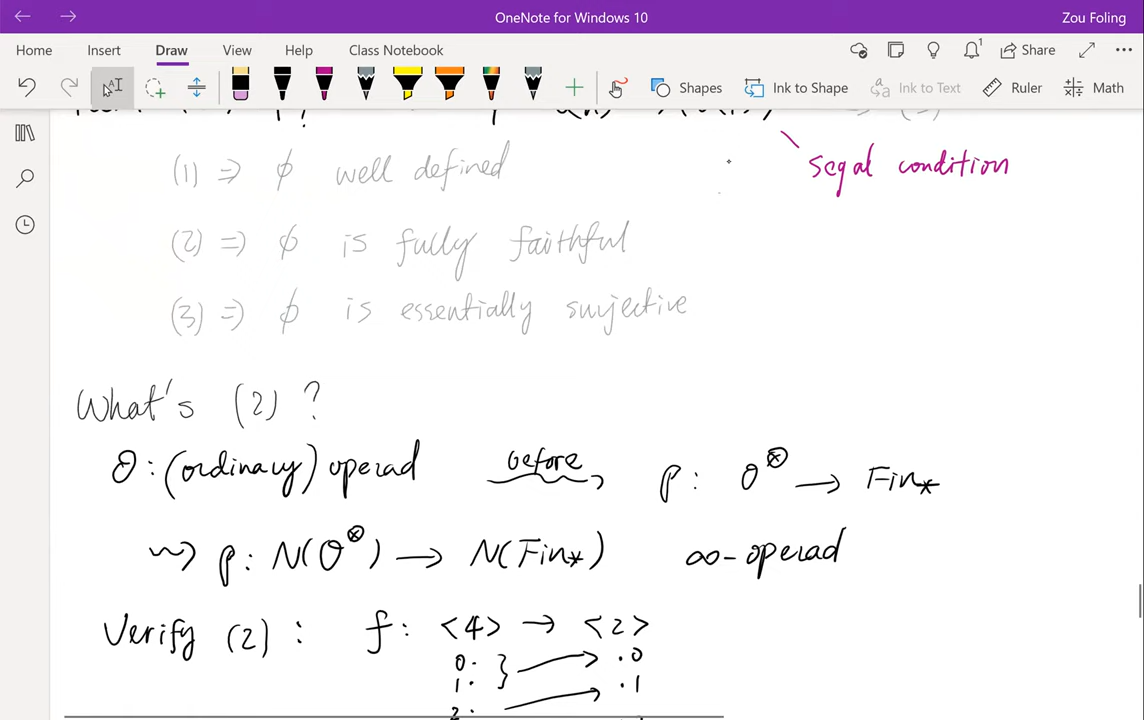 OneNote for Windows 10
Zou Foling
Home Insert Draw View Help Class Notebook
1 Share
Shapes Ink to Shape Ink to Text Ruler Math
Segal condition
(1) => ϕ well defined
(2) => ϕ is fully faithful
(3) => ϕ is essentially surjective
What's (2) ?
O : (ordinary) operad before p : O^⊗ → Fin*
⇝ p : N(O^⊗) → N(Fin*) ∞-operad
Verify (2) : f : <4> → <2>
0· } → .0
1· .1
2· →